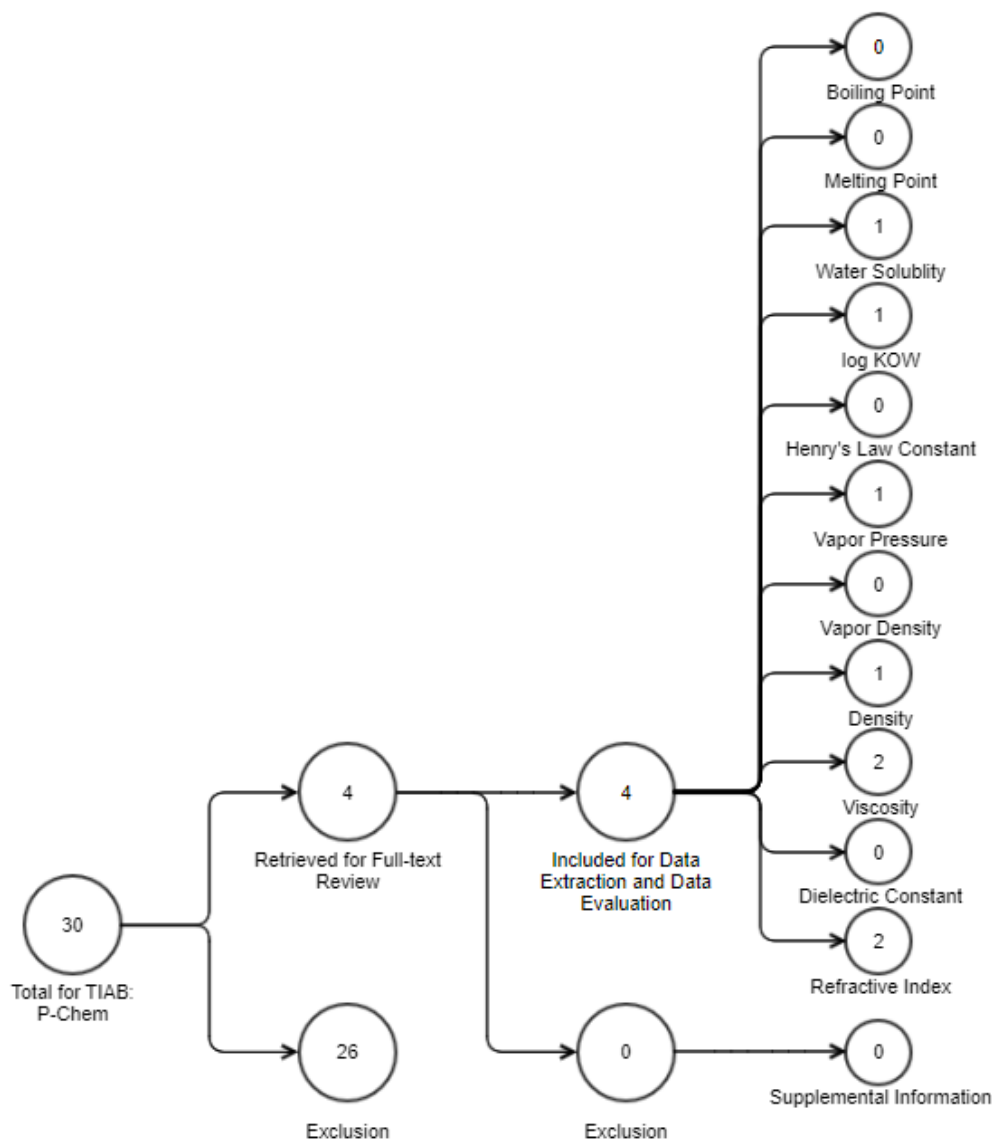 0
Boiling Point
0
Melting Point
1
Water Solublity
1
log KOW
0
Henry's Law Constant
1
Vapor Pressure
0
Vapor Density
1
Density
2
Viscosity
0
Dielectric Constant
2
Refractive Index
0
Supplemental Information
4
Included for Data
Extraction and Data
Evaluation
0
Exclusion
4
Retrieved for Full-text
Review
26
Exclusion
30
Total for TIAB:
P-Chem